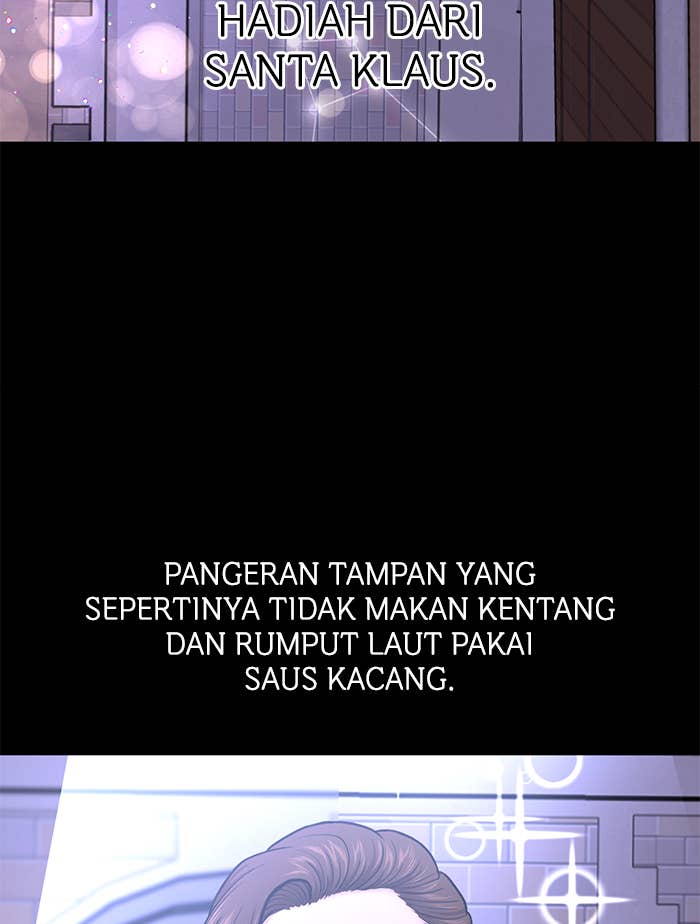 HADIAH DARI
SANTA KLAUS.
PANGERAN TAMPAN YANG
SEPERTINYA TIDAK MAKAN KENTANG
DAN RUMPUT LAUT PAKAI
SAUS KACANG.